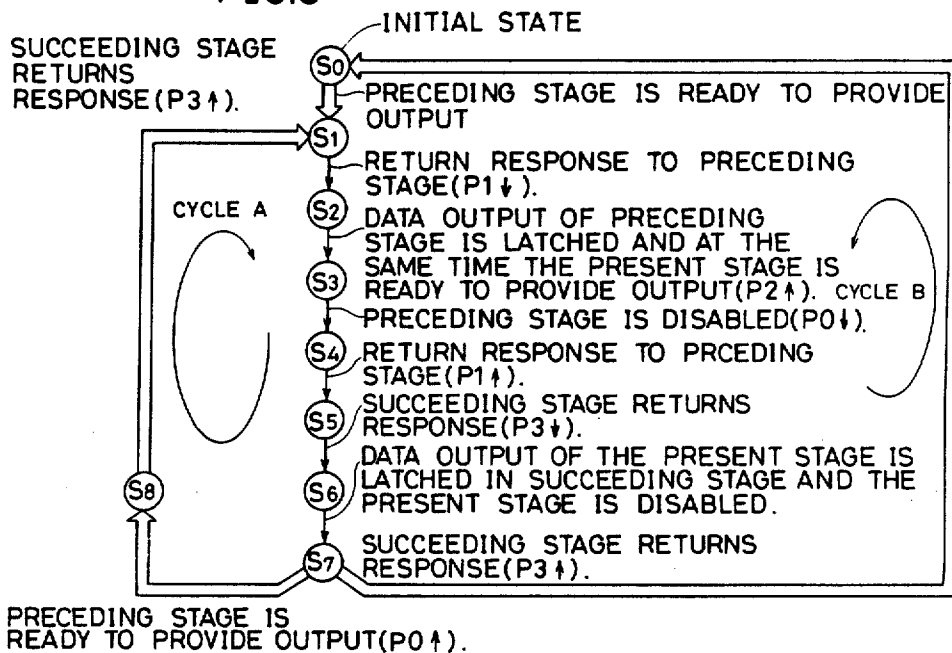 INITIAL STATE
SUCCEEDING STAGE
RETURNS
RESPONSE(P3↑).
S0
PRECEDING STAGE IS READY TO PROVIDE
OUTPUT
S1
RETURN RESPONSE TO PRECEDING
STAGE(P1↓).
CYCLE A
S2
DATA OUTPUT OF PRECEDING
STAGE IS LATCHED AND AT THE
SAME TIME THE PRESENT STAGE IS
READY TO PROVIDE OUTPUT(P2↑).
CYCLE B
S3
PRECEDING STAGE IS DISABLED(P0↓).
S4
RETURN RESPONSE TO PRCEDING
STAGE(P1↑).
S5
SUCCEEDING STAGE RETURNS
RESPONSE(P3↓).
S6
DATA OUTPUT OF THE PRESENT STAGE IS
LATCHED IN SUCCEEDING STAGE AND THE
PRESENT STAGE IS DISABLED.
S8
S7
SUCCEEDING STAGE RETURNS
RESPONSE(P3↑).
PRECEDING STAGE IS
READY TO PROVIDE OUTPUT(P0↑).